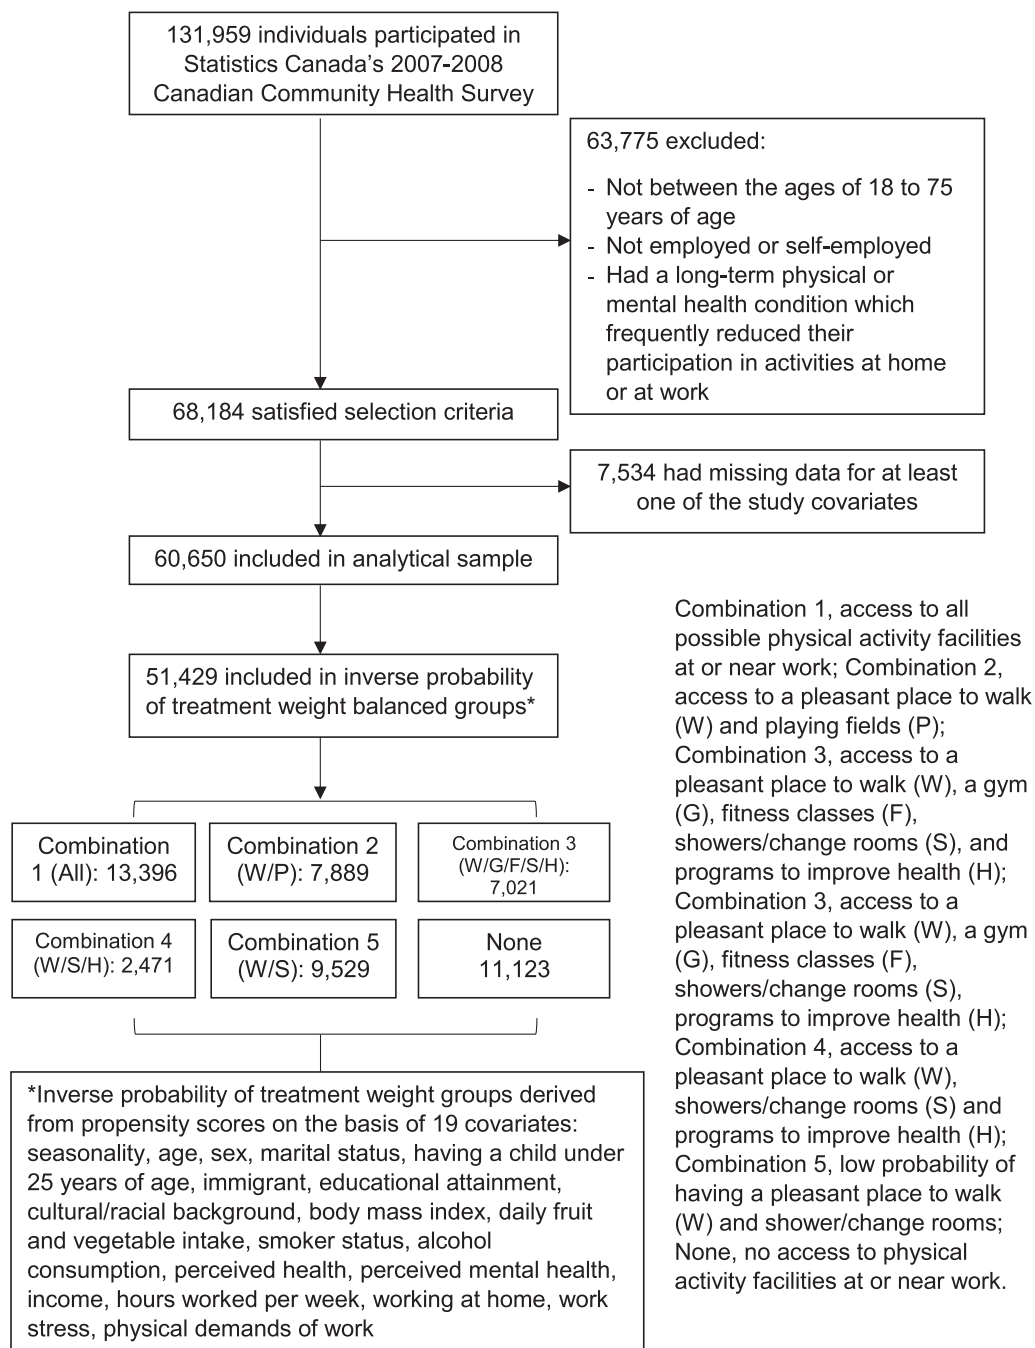 131,959 individuals participated in
Statistics Canada's 2007-2008
Canadian Community Health Survey
63,775 excluded:
- Not between the ages of 18 to 75
years of age
- Not employed or self-employed
- Had a long-term physical or
mental health condition which
frequently reduced their
participation in activities at home
or at work
68,184 satisfied selection criteria
7,534 had missing data for at least
one of the study covariates
60,650 included in analytical sample
51,429 included in inverse probability
of treatment weight balanced groups*
Combination
1 (All): 13,396
Combination 2
(W/P): 7,889
Combination 3
(W/G/F/S/H):
7,021
Combination 4
(W/S/H): 2,471
Combination 5
(W/S): 9,529
None
11,123
*Inverse probability of treatment weight groups derived
from propensity scores on the basis of 19 covariates:
seasonality, age, sex, marital status, having a child under
25 years of age, immigrant, educational attainment,
cultural/racial background, body mass index, daily fruit
and vegetable intake, smoker status, alcohol
consumption, perceived health, perceived mental health,
income, hours worked per week, working at home, work
stress, physical demands of work
Combination 1, access to all
possible physical activity facilities
at or near work; Combination 2,
access to a pleasant place to walk
(W) and playing fields (P);
Combination 3, access to a
pleasant place to walk (W), a gym
(G), fitness classes (F),
showers/change rooms (S), and
programs to improve health (H);
Combination 3, access to a
pleasant place to walk (W), a gym
(G), fitness classes (F),
showers/change rooms (S),
programs to improve health (H);
Combination 4, access to a
pleasant place to walk (W),
showers/change rooms (S) and
programs to improve health (H);
Combination 5, low probability of
having a pleasant place to walk
(W) and shower/change rooms;
None, no access to physical
activity facilities at or near work.